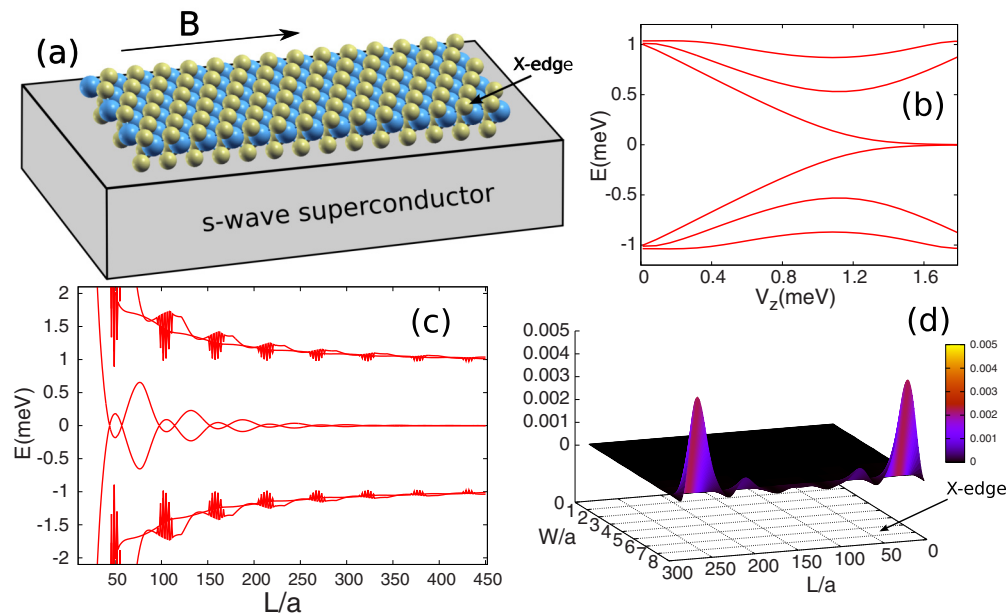 (a)
B
X-edge
s-wave superconductor
1
0.5
0
-0.5
-1
E(meV)
(b)
0 0.4 0.8 1.2 1.6
V_z(meV)
2
1.5
1
0.5
0
-0.5
-1
-1.5
-2
E(meV)
(c)
50 100 150 200 250 300 350 400 450
L/a
(d)
0.005
0.004
0.003
0.002
0.001
0
0.005
0.004
0.003
0.002
0.001
0
X-edge
0
1
2
3
4
5
6
7
8
W/a
300 250 200 150 100 50 0
L/a